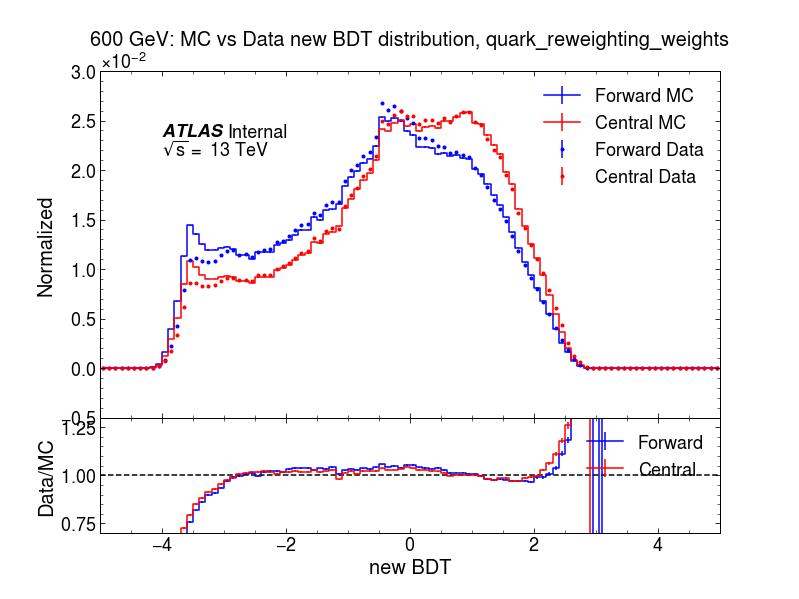 600 GeV: MC vs Data new BDT distribution, quark_reweighting_weights
×10⁻²
3.0
2.5
2.0
1.5
1.0
0.5
0.0
0.5
Normalized
ATLAS Internal
√s = 13 TeV
Forward MC
Central MC
Forward Data
Central Data
1.25
1.00
0.75
Data/MC
Forward
Central
−4 −2 0 2 4
new BDT